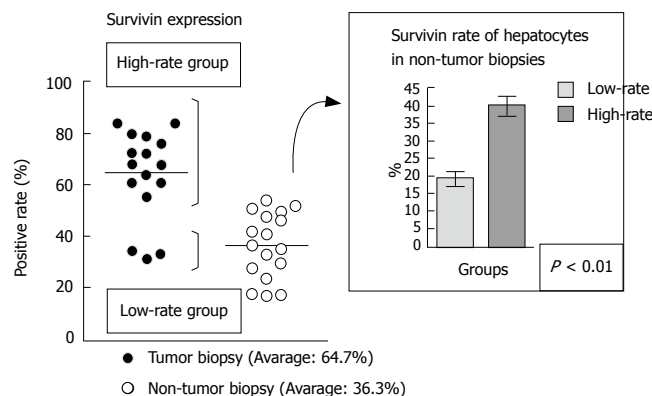 Survivin expression
High-rate group
Positive rate (%)
100
80
60
40
20
0
Low-rate group
Tumor biopsy (Avarage: 64.7%)
Non-tumor biopsy (Avarage: 36.3%)
Survivin rate of hepatocytes
in non-tumor biopsies
%
45
40
35
30
25
20
15
10
5
0
Low-rate
High-rate
Groups
P < 0.01